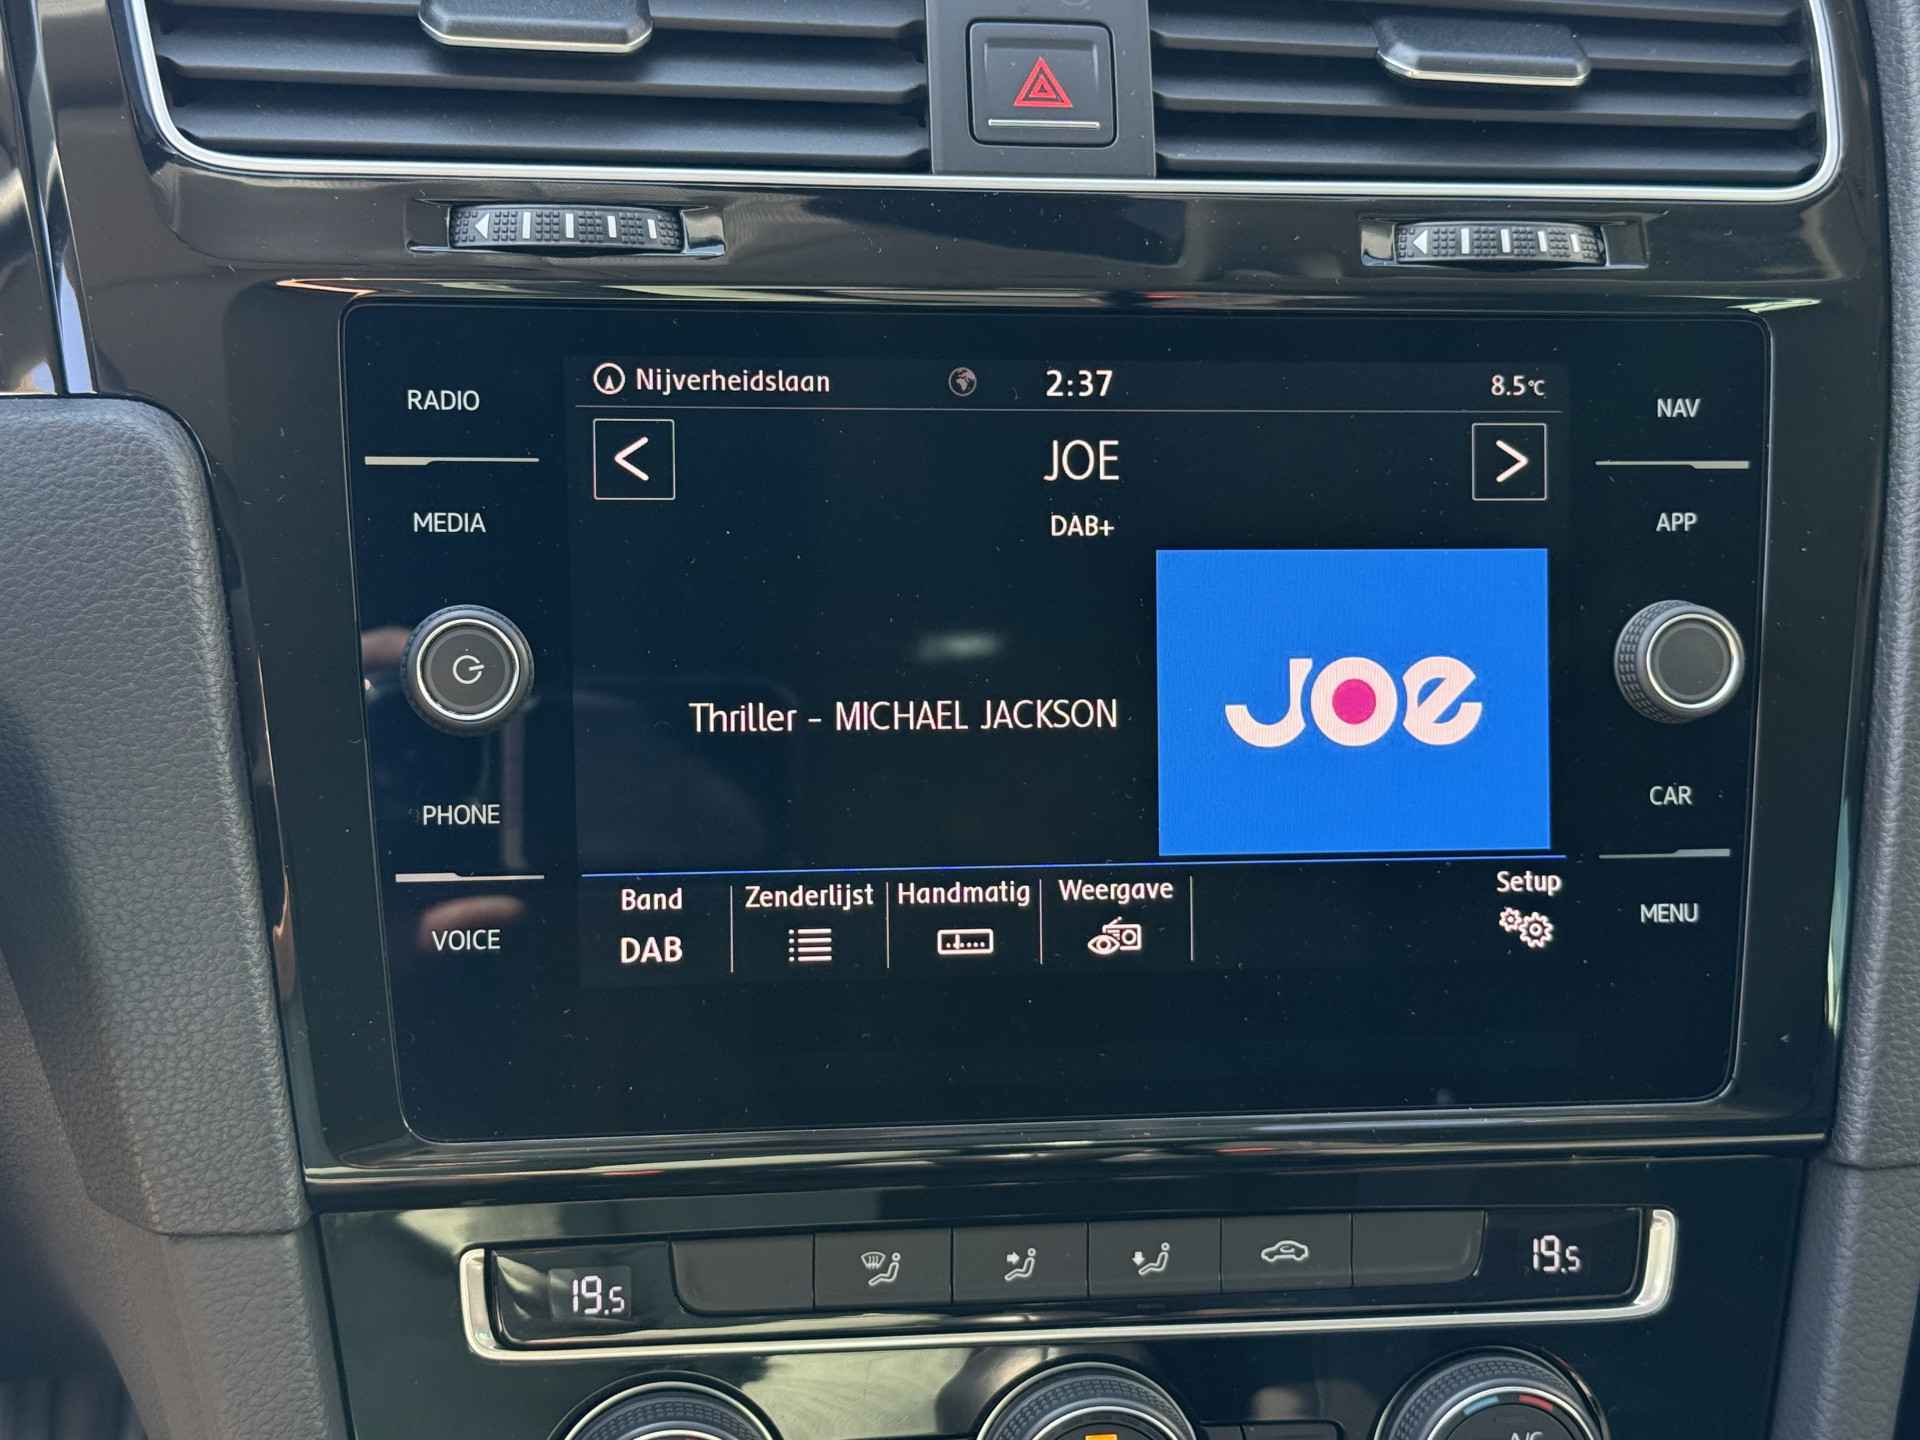 RADIO
Nijverheidslaan
2:37
8.5°C
NAV
<
JOE
>
MEDIA
DAB+
APP
JOE
Thriller - MICHAEL JACKSON
CAR
PHONE
Band
Zenderlijst
Handmatig
Weergave
Setup
VOICE
DAB
MENU
19.5
19.5
A/C